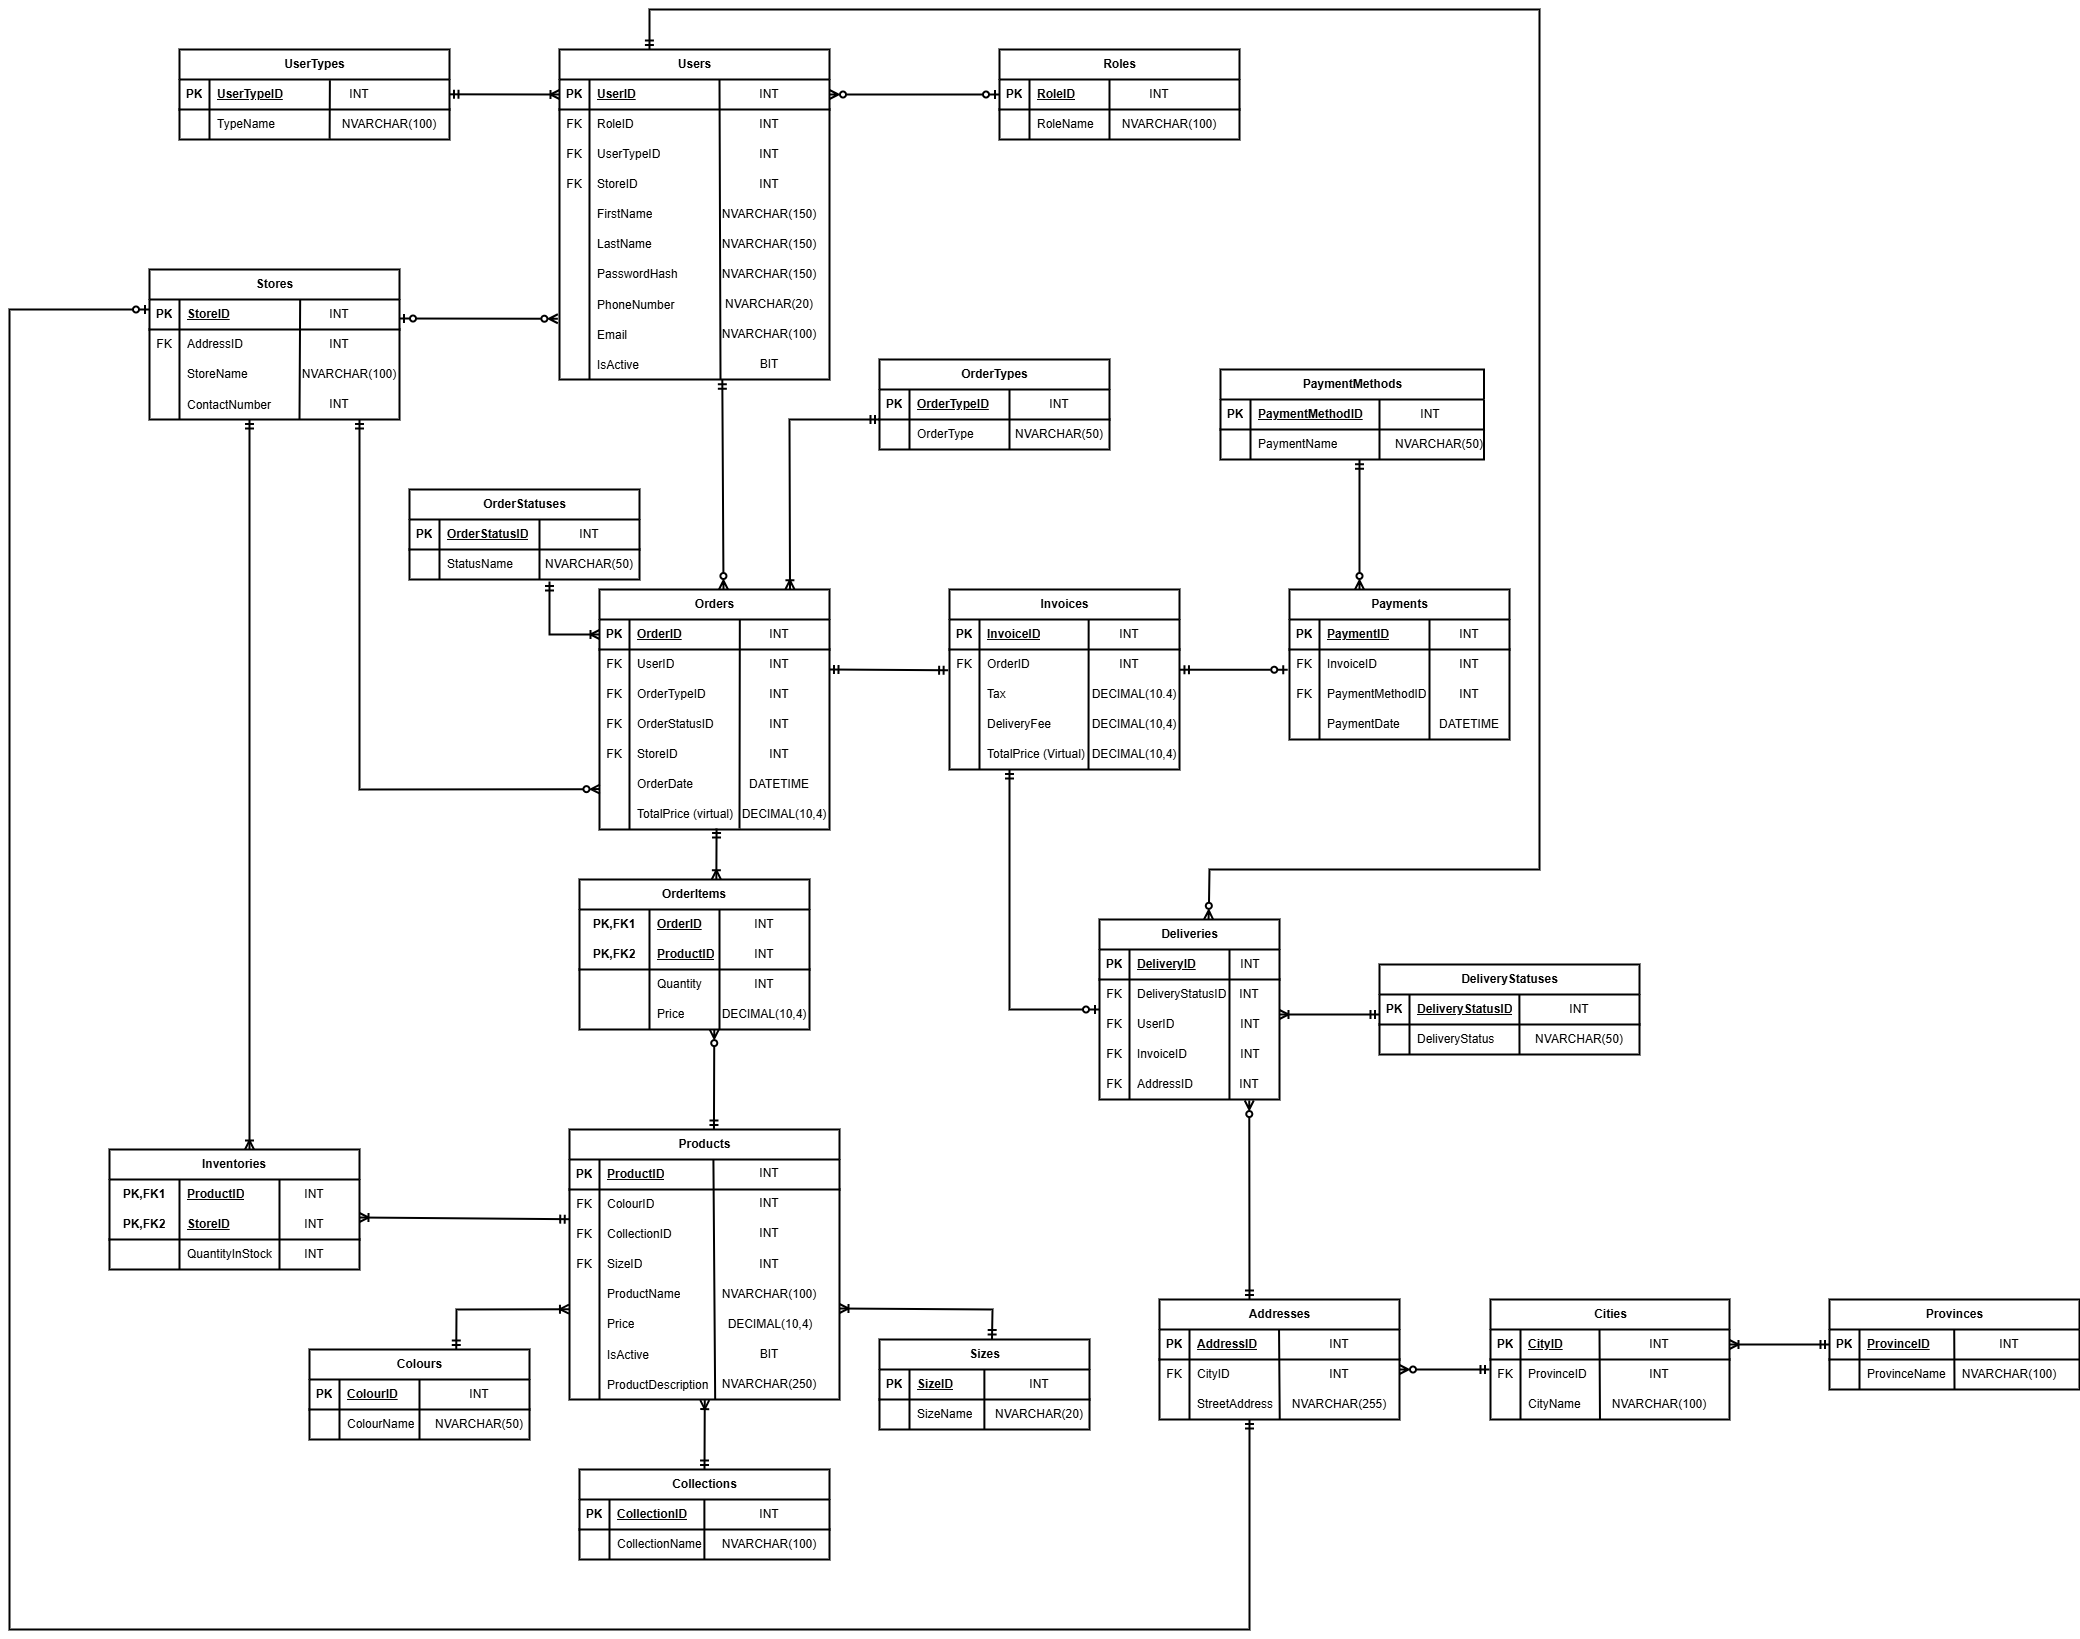 UserTypes
PK UserTypeID INT
TypeName NVARCHAR(100)
Users
PK UserID INT
FK RoleID INT
FK UserTypeID INT
FK StoreID INT
FirstName NVARCHAR(150)
LastName NVARCHAR(150)
PasswordHash NVARCHAR(150)
PhoneNumber NVARCHAR(20)
Email NVARCHAR(100)
IsActive BIT
Roles
PK RoleID INT
RoleName NVARCHAR(100)
Stores
PK StoreID INT
FK AddressID INT
StoreName NVARCHAR(100)
ContactNumber INT
OrderTypes
PK OrderTypeID INT
OrderType NVARCHAR(50)
PaymentMethods
PK PaymentMethodID INT
PaymentName NVARCHAR(50)
OrderStatuses
PK OrderStatusID INT
StatusName NVARCHAR(50)
Orders
PK OrderID INT
FK UserID INT
FK OrderTypeID INT
FK OrderStatusID INT
FK StoreID INT
OrderDate DATETIME
TotalPrice (virtual) DECIMAL(10,4)
Invoices
PK InvoiceID INT
FK OrderID INT
Tax DECIMAL(10.4)
DeliveryFee DECIMAL(10,4)
TotalPrice (Virtual) DECIMAL(10,4)
Payments
PK PaymentID INT
FK InvoiceID INT
FK PaymentMethodID INT
PaymentDate DATETIME
OrderItems
PK,FK1 OrderID INT
PK,FK2 ProductID INT
Quantity INT
Price DECIMAL(10,4)
Deliveries
PK DeliveryID INT
FK DeliveryStatusID INT
FK UserID INT
FK InvoiceID INT
FK AddressID INT
DeliveryStatuses
PK DeliveryStatusID INT
DeliveryStatus NVARCHAR(50)
Inventories
PK,FK1 ProductID INT
PK,FK2 StoreID INT
QuantityInStock INT
Products
PK ProductID INT
FK ColourID INT
FK CollectionID INT
FK SizeID INT
ProductName NVARCHAR(100)
Price DECIMAL(10,4)
IsActive BIT
ProductDescription NVARCHAR(250)
Colours
PK ColourID INT
ColourName NVARCHAR(50)
Sizes
PK SizeID INT
SizeName NVARCHAR(20)
Addresses
PK AddressID INT
FK CityID INT
StreetAddress NVARCHAR(255)
Cities
PK CityID INT
FK ProvinceID INT
CityName NVARCHAR(100)
Provinces
PK ProvinceID INT
ProvinceName NVARCHAR(100)
Collections
PK CollectionID INT
CollectionName NVARCHAR(100)